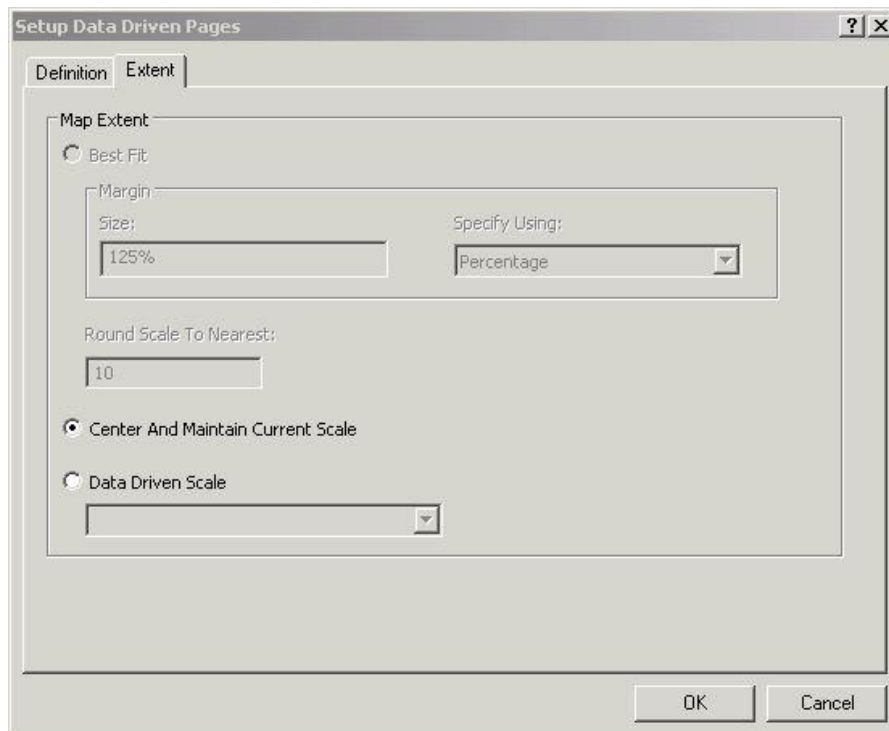 Setup Data Driven Pages
Definition Extent
Map Extent
Best Fit
Margin
Size: Specify Using:
125% Percentage
Round Scale To Nearest:
10
Center And Maintain Current Scale
Data Driven Scale
OK Cancel